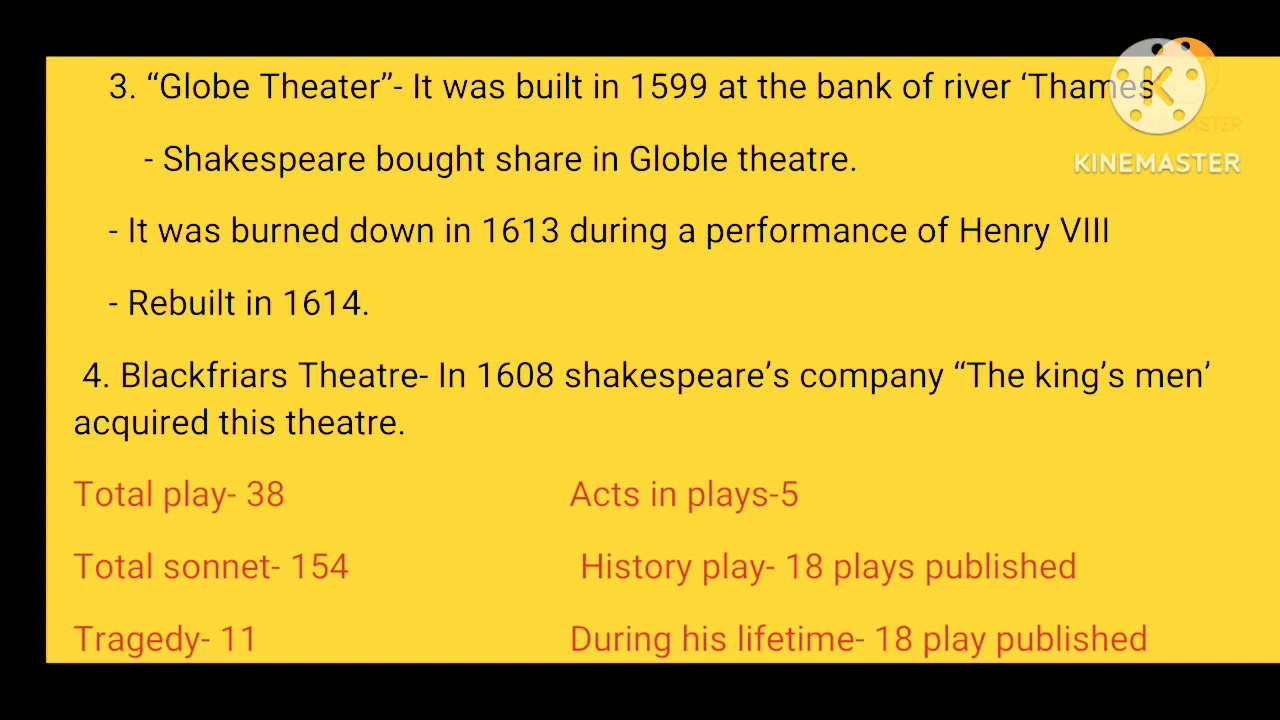 3. “Globe Theater”- It was built in 1599 at the bank of river ‘Thames
KINEMASTER
- Shakespeare bought share in Globle theatre.
- It was burned down in 1613 during a performance of Henry VIII
- Rebuilt in 1614.
4. Blackfriars Theatre- In 1608 shakespeare’s company “The king’s men’
acquired this theatre.
Total play- 38 Acts in plays-5
Total sonnet- 154 History play- 18 plays published
Tragedy- 11 During his lifetime- 18 play published